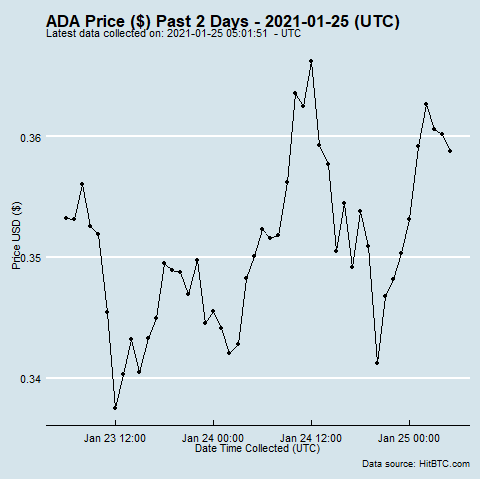 ADA Price ($) Past 2 Days - 2021-01-25 (UTC)
Latest data collected on: 2021-01-25 05:01:51 - UTC
0.36
0.35
0.34
Price USD ($)
Jan 23 12:00 Jan 24 00:00 Jan 24 12:00 Jan 25 00:00
Date Time Collected (UTC)
Data source: HitBTC.com